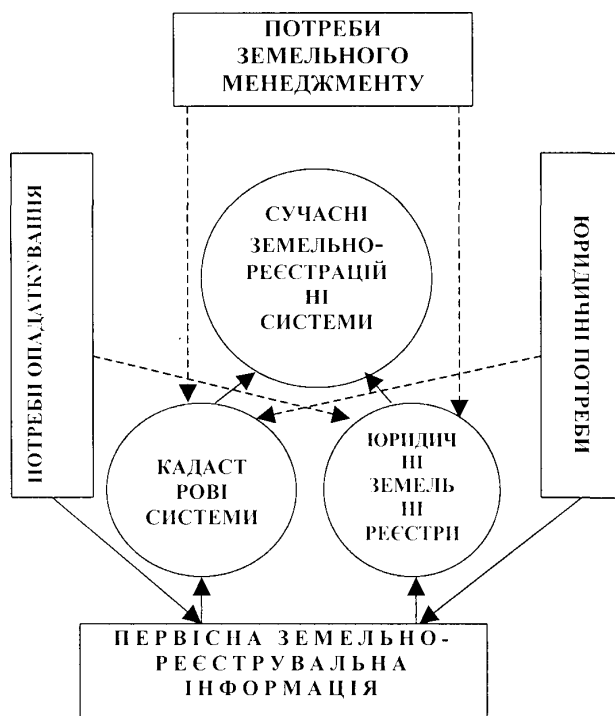 ПОТРЕБИ
ЗЕМЕЛЬНОГО
МЕНЕДЖМЕНТУ
ПОТРЕБИ ОПАДАТКУВАННЯ
СУЧАСНІ
ЗЕМЕЛЬНО-
РЕЄСТРАЦІЙ
НІ
СИСТЕМИ
ЮРИДИЧНІ ПОТРЕБИ
КАДАСТ
РОВІ
СИСТЕМИ
ЮРИДИЧ
НІ
ЗЕМЕЛЬ
НІ
РЕЄСТРИ
ПЕРВІСНА ЗЕМЕЛЬНО-
РЕЄСТРУВАЛЬНА
ІНФОРМАЦІЯ